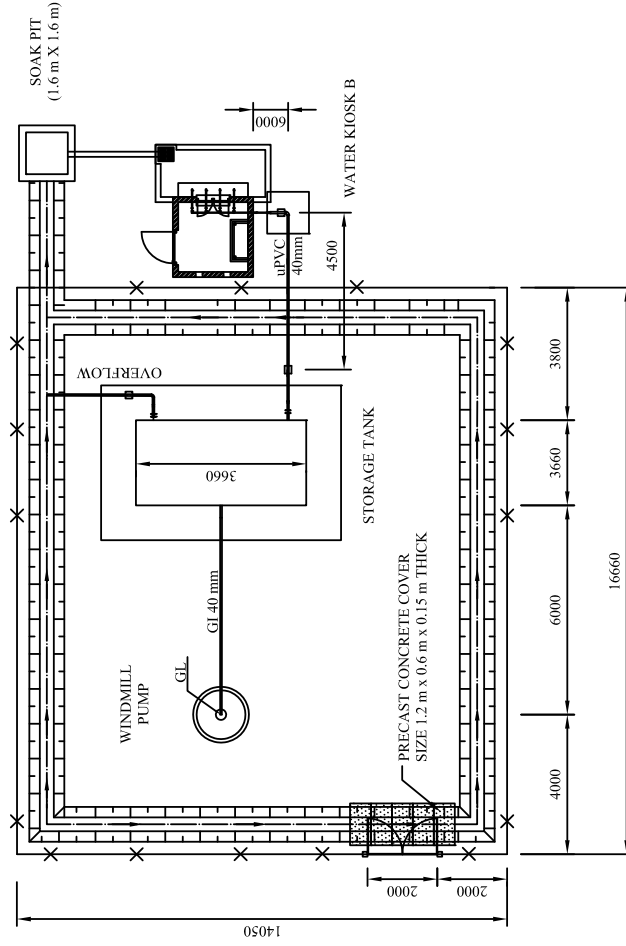 SOAK PIT
(1.6 m X 1.6 m)
6000
WATER KIOSK B
uPVC
40mm
4500
OVERFLOW
3660
STORAGE TANK
GI 40 mm
GL
WINDMILL
PUMP
PRECAST CONCRETE COVER
SIZE 1.2 m x 0.6 m x 0.15 m THICK
3800
3660
6000
4000
16660
2000
2000
14050